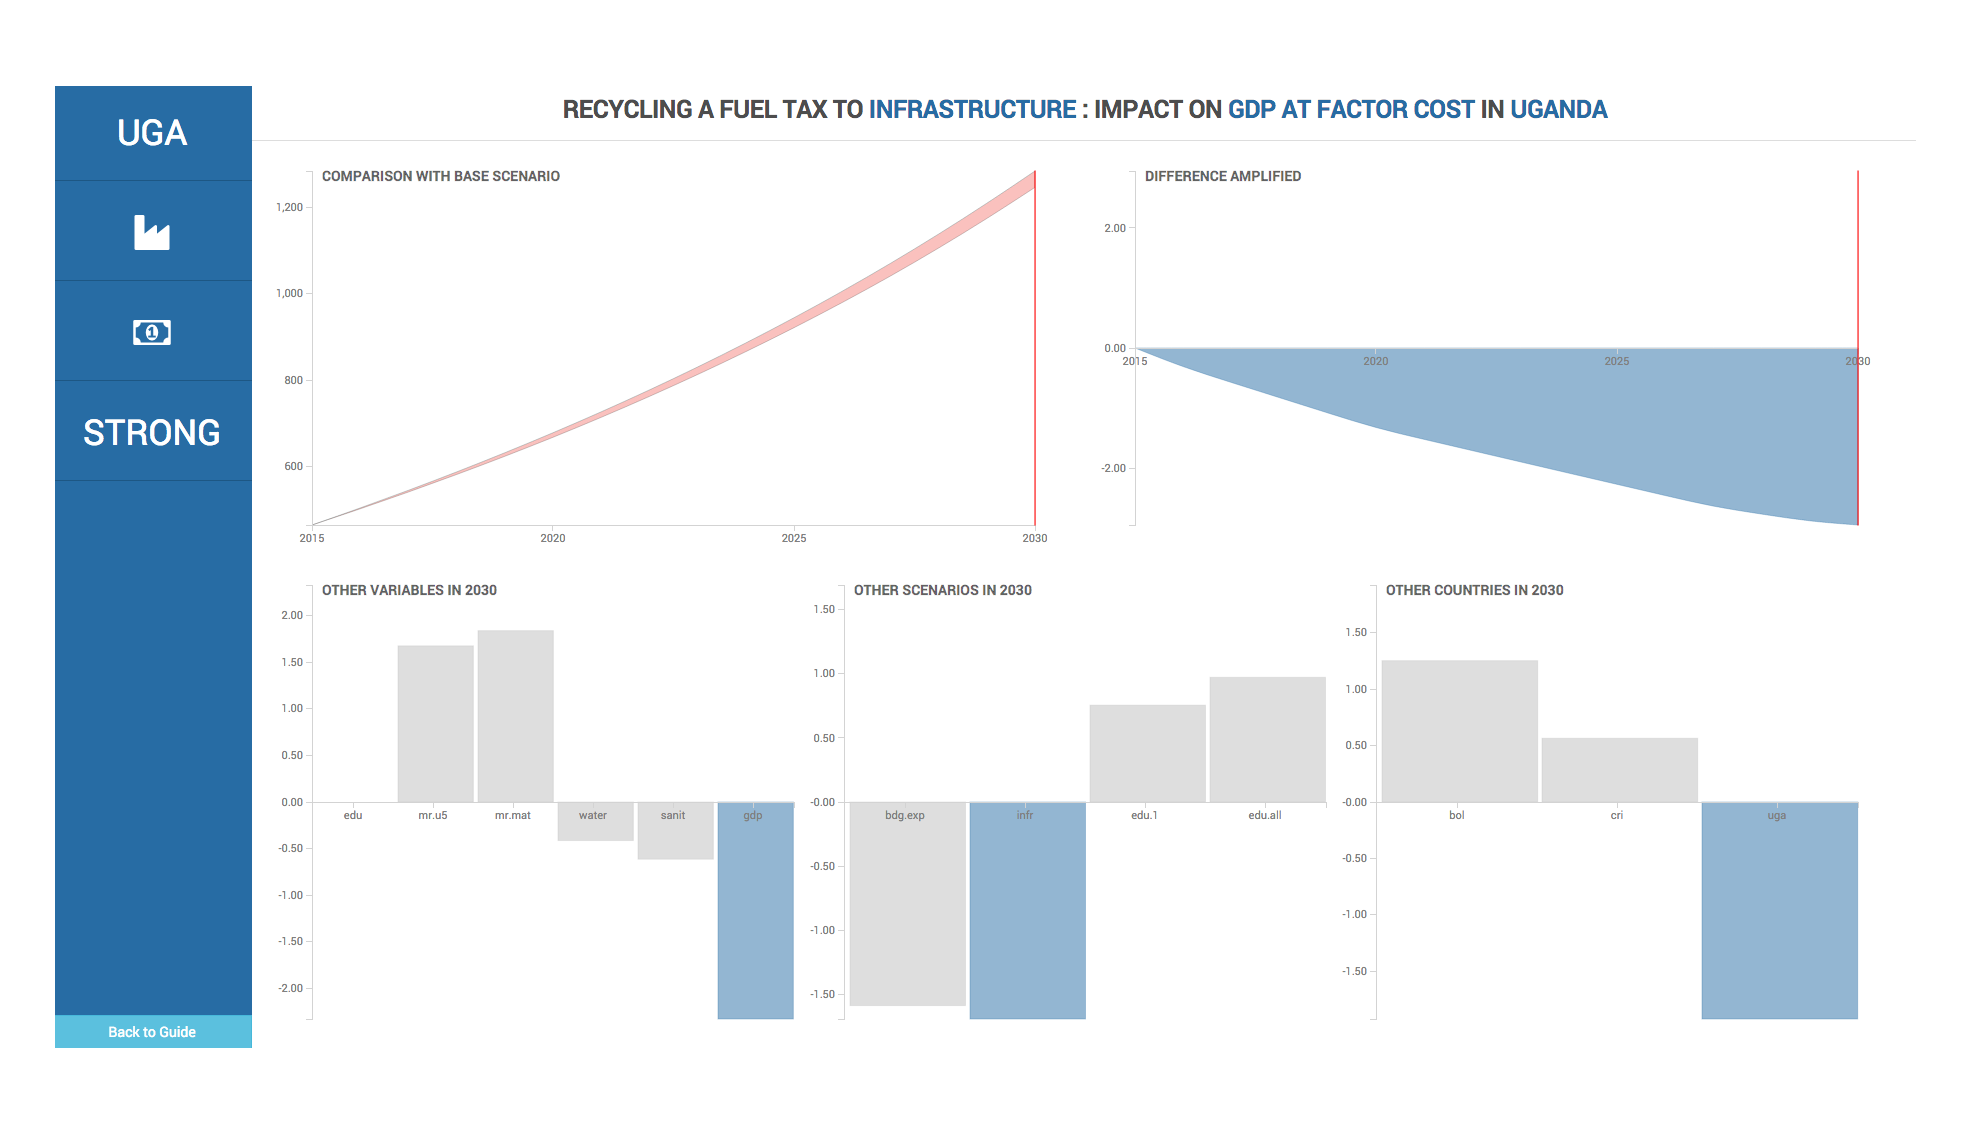 UGA
1
STRONG
Back to Guide
RECYCLING A FUEL TAX TO INFRASTRUCTURE : IMPACT ON GDP AT FACTOR COST IN UGANDA
COMPARISON WITH BASE SCENARIO
1,200
1,000
800
600
2015 2020 2025 2030
DIFFERENCE AMPLIFIED
2.00
0.00
-2.00
2015 2020 2025 2030
OTHER VARIABLES IN 2030
2.00
1.50
1.00
0.50
0.00
-0.50
-1.00
-1.50
-2.00
edu mr.u5 mr.mat water sanit gdp
OTHER SCENARIOS IN 2030
1.50
1.00
0.50
-0.00
-0.50
-1.00
-1.50
bdg.exp infr edu.1 edu.all
OTHER COUNTRIES IN 2030
1.50
1.00
0.50
-0.00
-0.50
-1.00
-1.50
bol cri uga